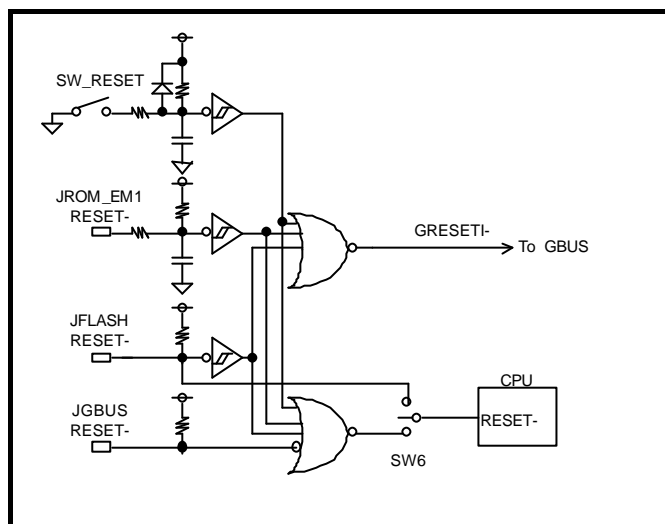 SW_RESET
JROM_EM1
RESET-
GRESETI-
To GBUS
JFLASH
RESET-
CPU
JGBUS
RESET-
RESET-
SW6